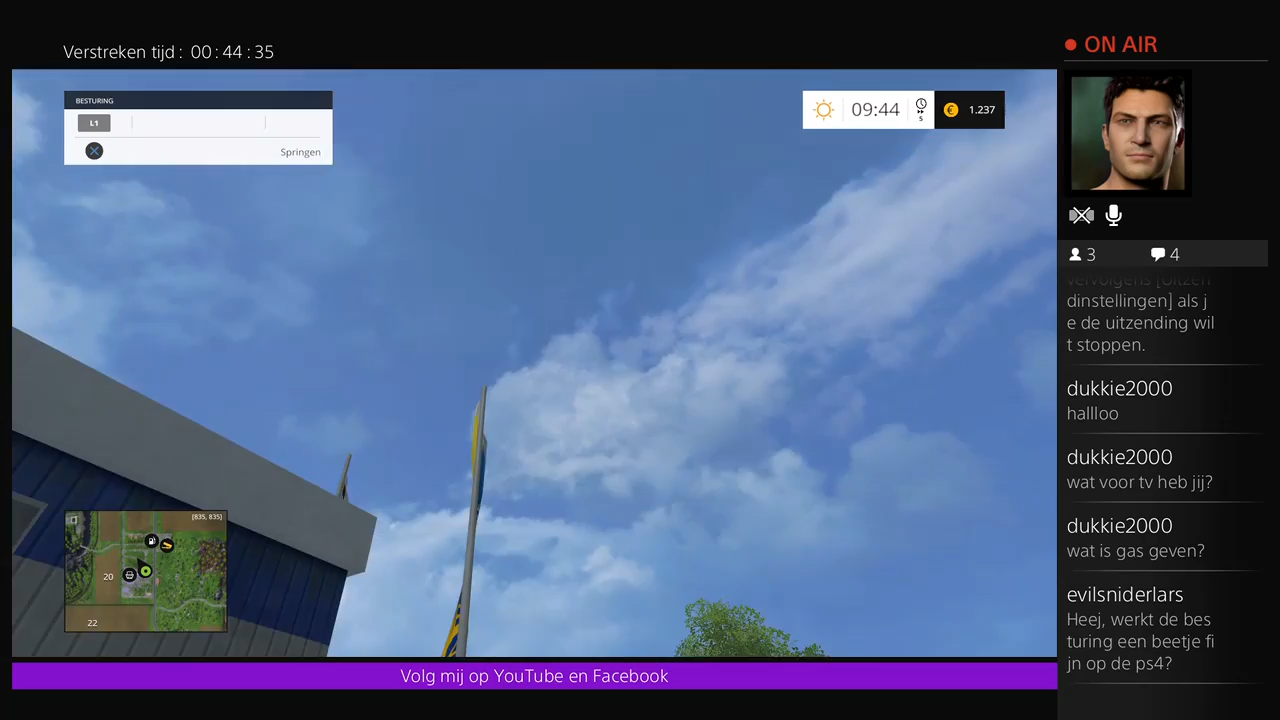 Verstreken tijd : 00 : 44 : 35
ON AIR
BESTURING
L1
Springen
09:44
5
1.237
3
4
vervolgens [Uitzen
dinstellingen] als j
e de uitzending wil
t stoppen.
dukkie2000
hallloo
dukkie2000
wat voor tv heb jij?
dukkie2000
wat is gas geven?
evilsniderlars
Heej, werkt de bes
turing een beetje fi
jn op de ps4?
[835, 835]
20
22
Volg mij op YouTube en Facebook